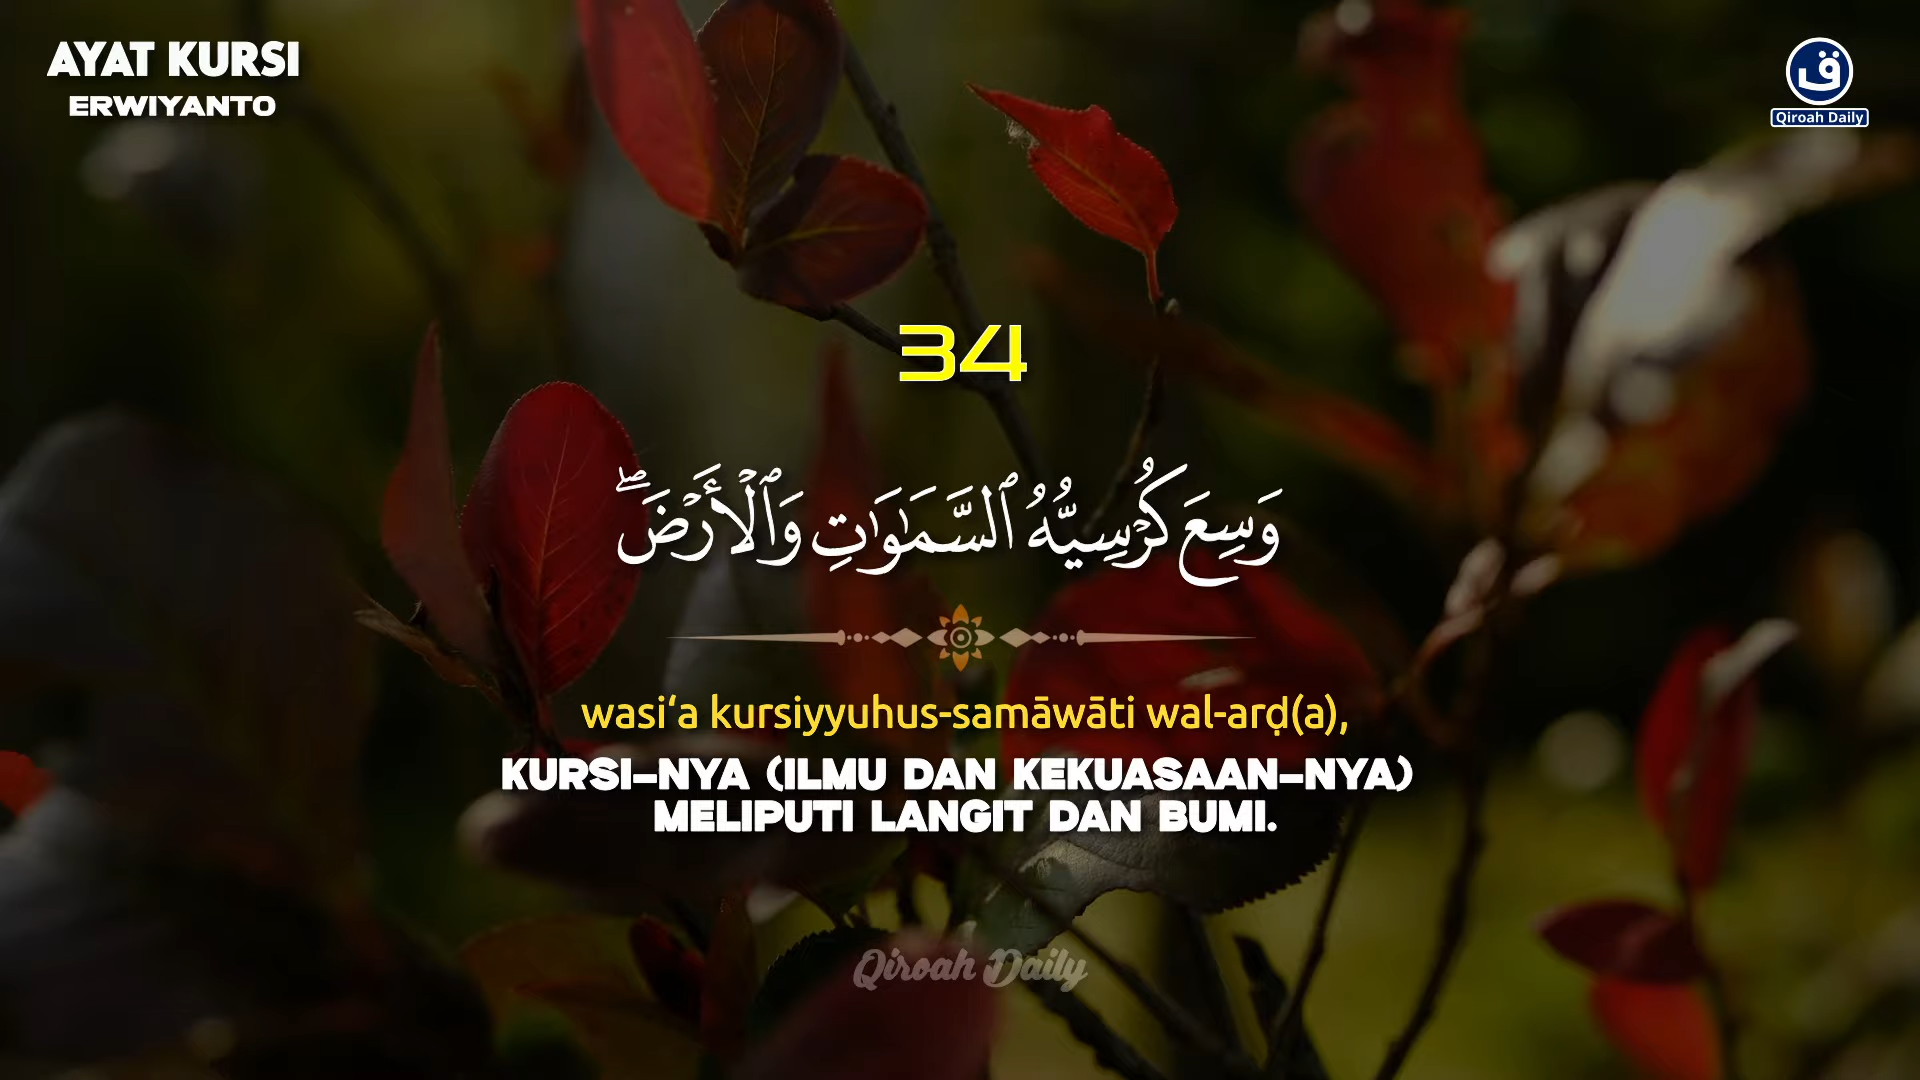 AYAT KURSI
ERWIYANTO
ق
Qiroah Daily
34
وَسِعَ كُرْسِيُّهُ ٱلسَّمَـٰوَٰتِ وَٱلْأَرْضَ ۖ
wasi‘a kursiyyuhus-samāwāti wal-arḍ(a),
KURSI-NYA (ILMU DAN KEKUASAAN-NYA)
MELIPUTI LANGIT DAN BUMI.
Qiroah Daily